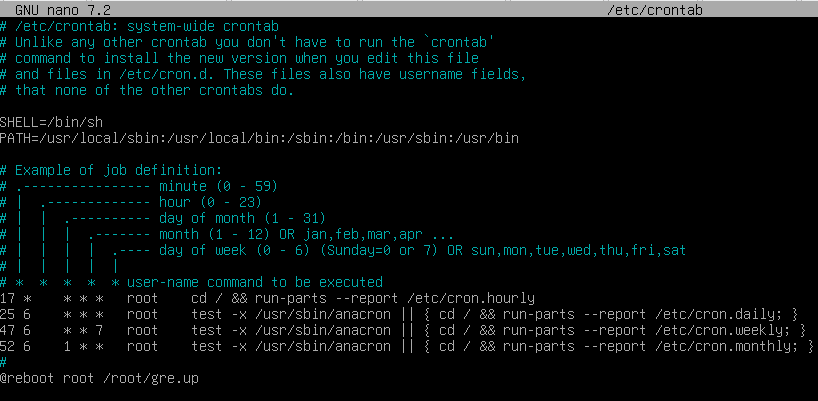 GNU nano 7.2 /etc/crontab
# /etc/crontab: system-wide crontab
# Unlike any other crontab you don't have to run the `crontab'
# command to install the new version when you edit this file
# and files in /etc/cron.d. These files also have username fields,
# that none of the other crontabs do.
SHELL=/bin/sh
PATH=/usr/local/sbin:/usr/local/bin:/sbin:/bin:/usr/sbin:/usr/bin
# Example of job definition:
# .---------------- minute (0 - 59)
# |  .------------- hour (0 - 23)
# |  |  .---------- day of month (1 - 31)
# |  |  |  .------- month (1 - 12) OR jan,feb,mar,apr ...
# |  |  |  |  .---- day of week (0 - 6) (Sunday=0 or 7) OR sun,mon,tue,wed,thu,fri,sat
# |  |  |  |  |
# *  *  *  *  * user-name command to be executed
17 *    * * *   root    cd / && run-parts --report /etc/cron.hourly
25 6    * * *   root    test -x /usr/sbin/anacron || { cd / && run-parts --report /etc/cron.daily; }
47 6    * * 7   root    test -x /usr/sbin/anacron || { cd / && run-parts --report /etc/cron.weekly; }
52 6    1 * *   root    test -x /usr/sbin/anacron || { cd / && run-parts --report /etc/cron.monthly; }
#
@reboot root /root/gre.up